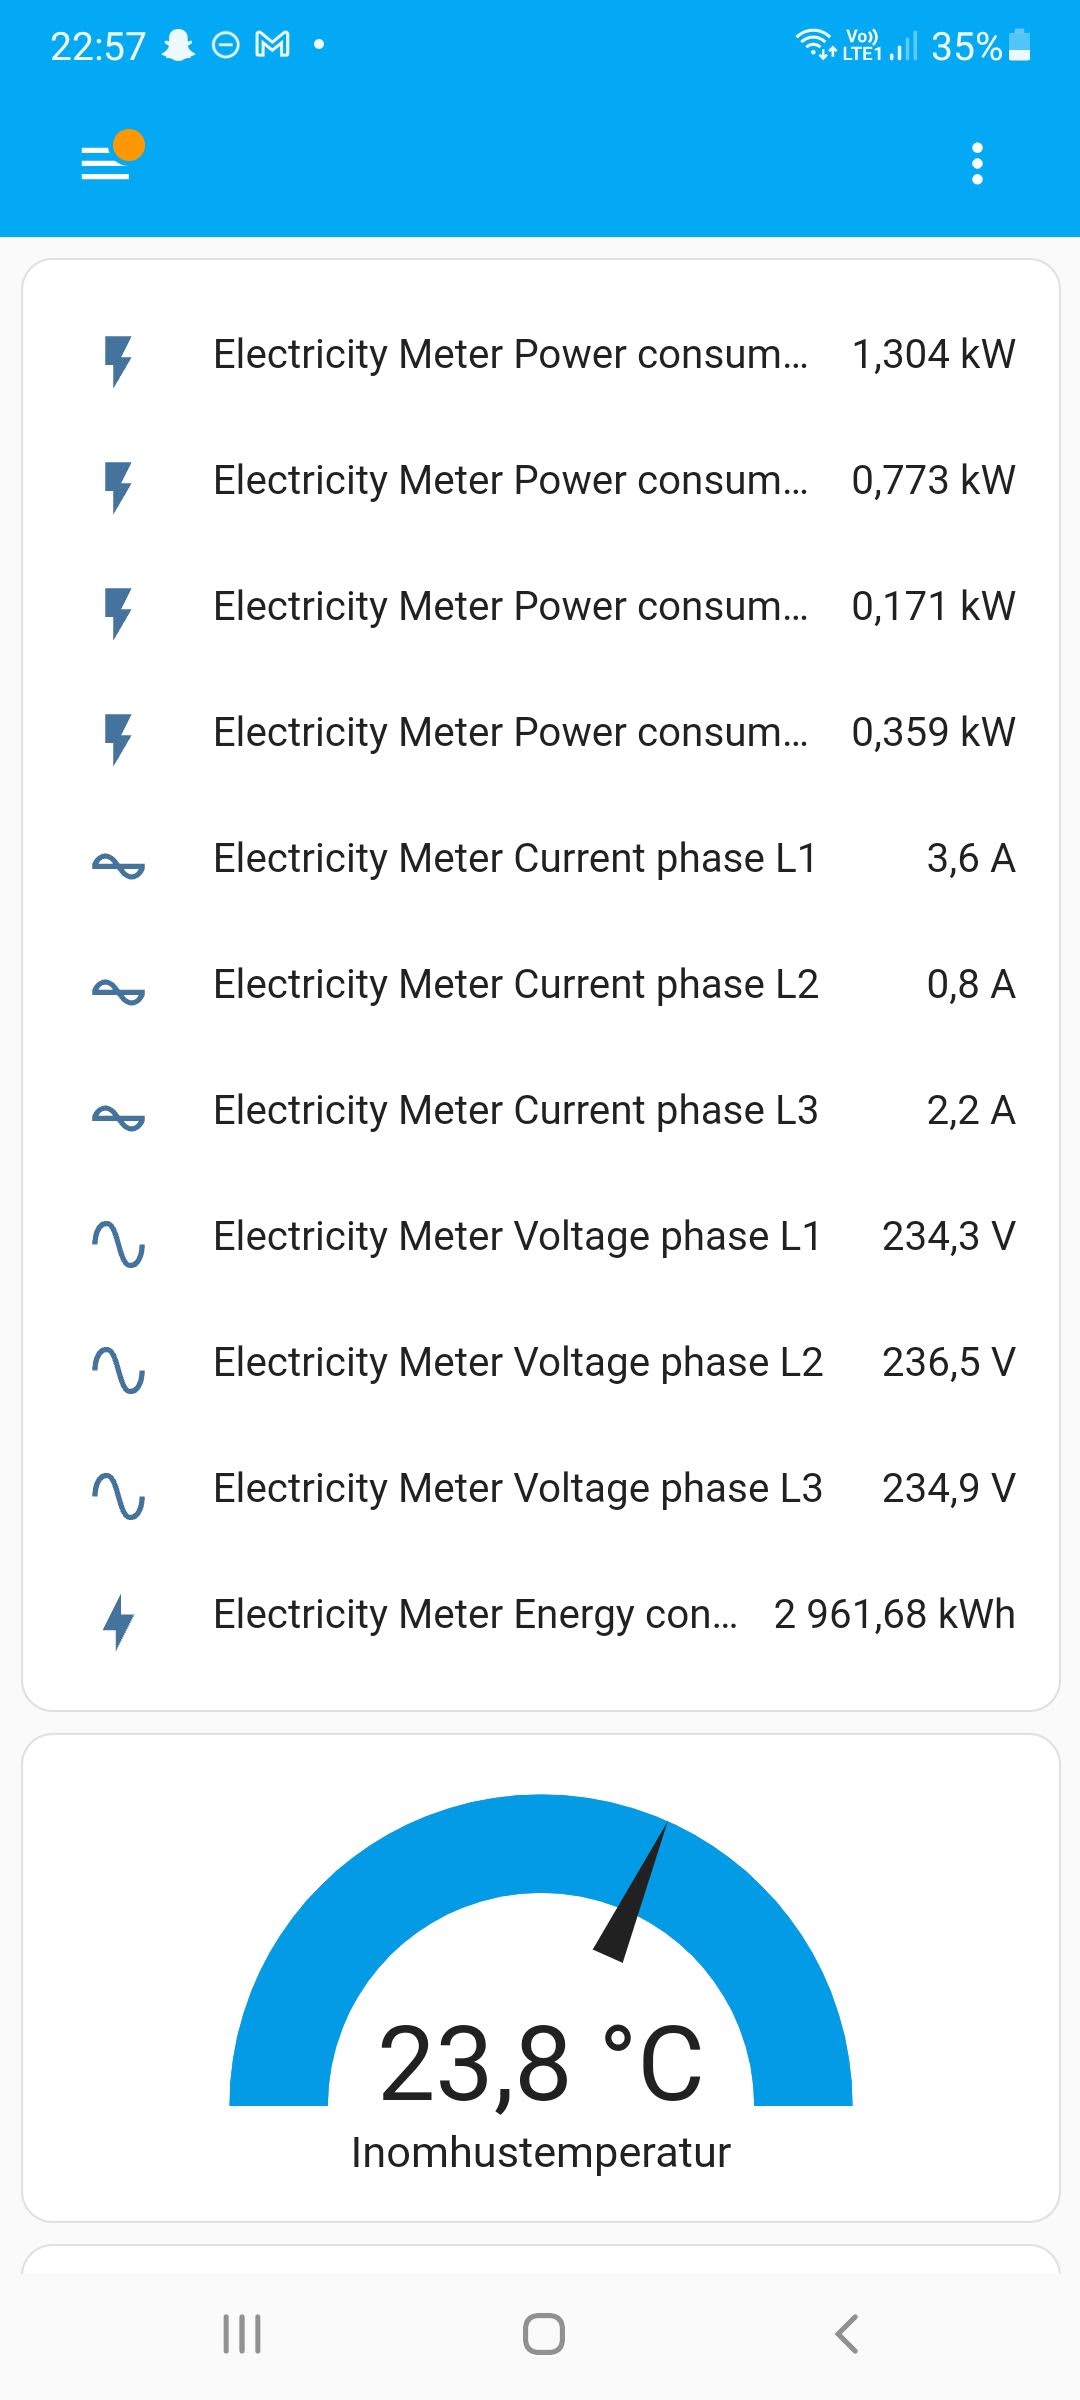 22:57 Vo)) LTE1 35%
Electricity Meter Power consum... 1,304 kW
Electricity Meter Power consum... 0,773 kW
Electricity Meter Power consum... 0,171 kW
Electricity Meter Power consum... 0,359 kW
Electricity Meter Current phase L1 3,6 A
Electricity Meter Current phase L2 0,8 A
Electricity Meter Current phase L3 2,2 A
Electricity Meter Voltage phase L1 234,3 V
Electricity Meter Voltage phase L2 236,5 V
Electricity Meter Voltage phase L3 234,9 V
Electricity Meter Energy con... 2 961,68 kWh
23,8 °C
Inomhustemperatur